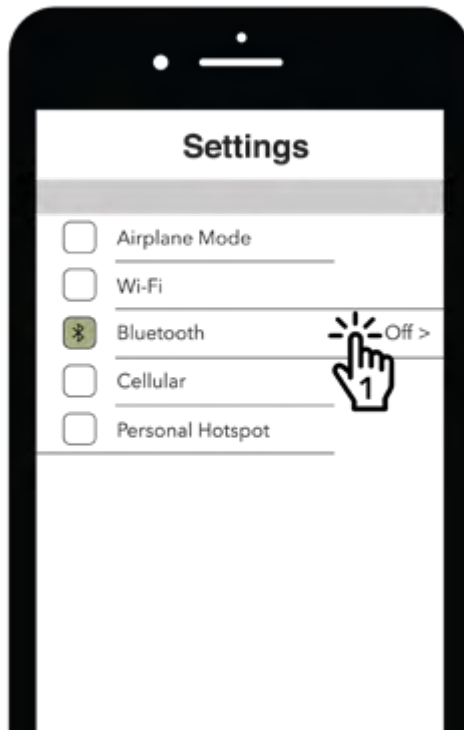 Settings
Airplane Mode
Wi-Fi
Bluetooth Off >
1
Cellular
Personal Hotspot